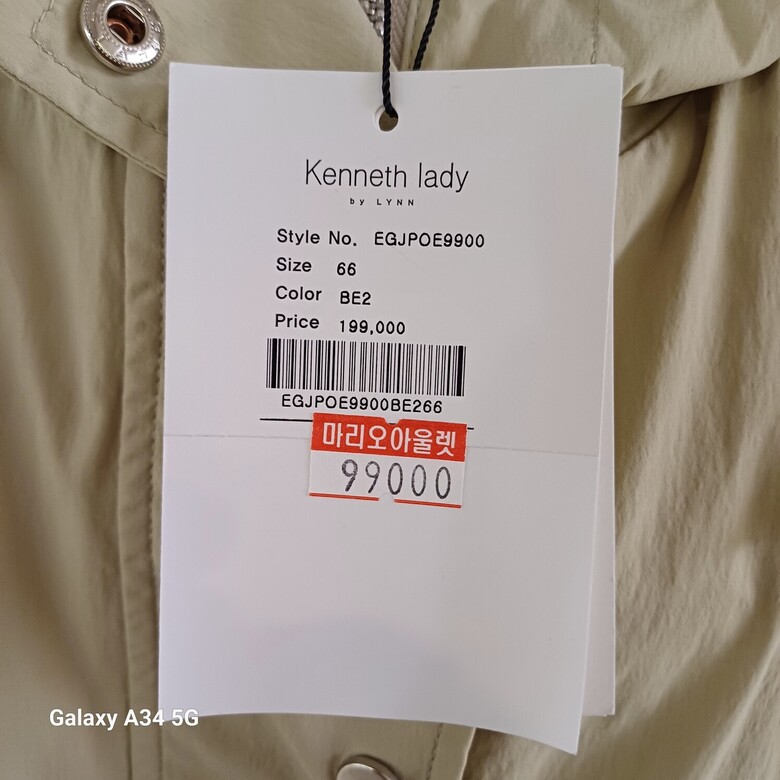 Kenneth lady
by LYNN
Style No. EGJPOE9900
Size 66
Color BE2
Price 199,000
EGJPOE9900BE266
마리오아울렛
99000
Galaxy A34 5G